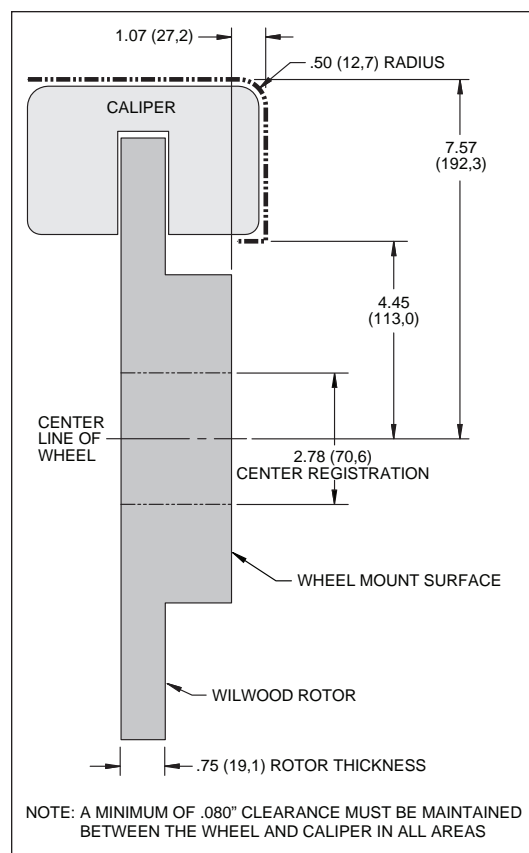 1.07 (27,2)
.50 (12,7) RADIUS
CALIPER
7.57
(192,3)
4.45
(113,0)
CENTER
LINE OF
WHEEL
2.78 (70,6)
CENTER REGISTRATION
WHEEL MOUNT SURFACE
WILWOOD ROTOR
.75 (19,1) ROTOR THICKNESS
NOTE: A MINIMUM OF .080” CLEARANCE MUST BE MAINTAINED
BETWEEN THE WHEEL AND CALIPER IN ALL AREAS